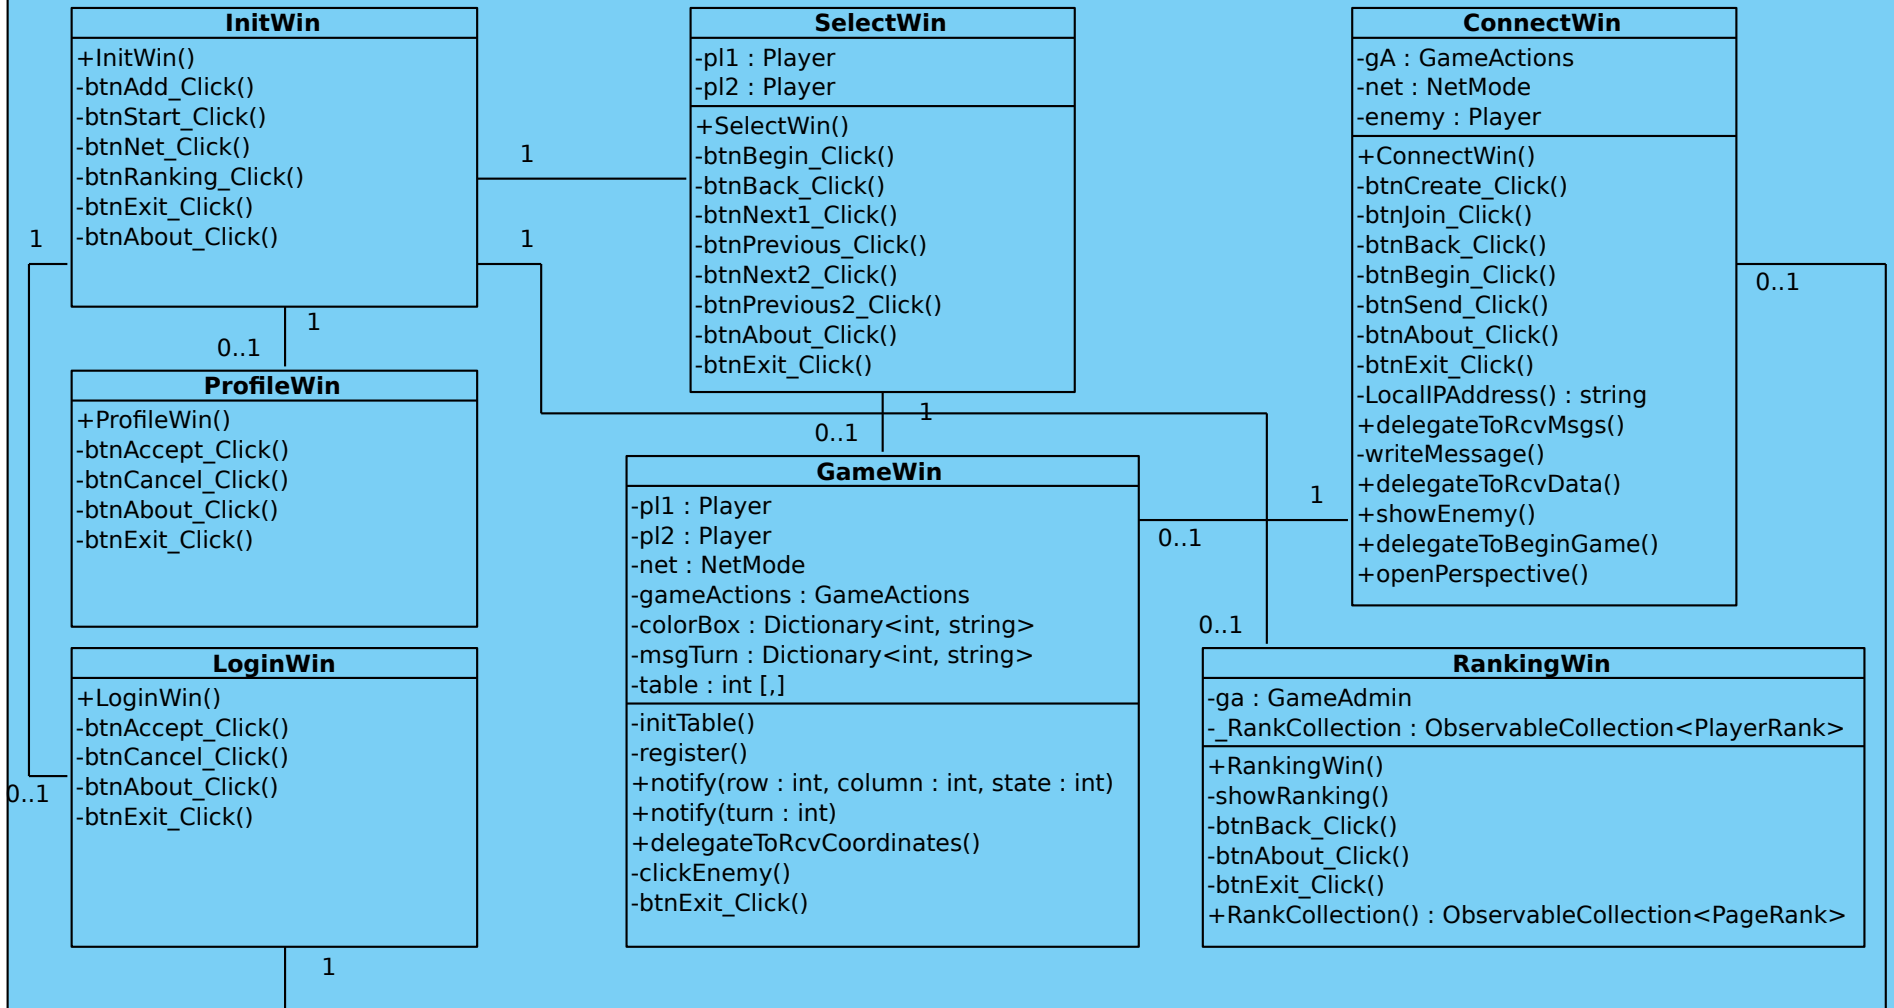 InitWin
+InitWin()
-btnAdd_Click()
-btnStart_Click()
-btnNet_Click()
-btnRanking_Click()
-btnExit_Click()
-btnAbout_Click()
1
1
1
1
0..1
SelectWin
-pl1 : Player
-pl2 : Player
+SelectWin()
-btnBegin_Click()
-btnBack_Click()
-btnNext1_Click()
-btnPrevious_Click()
-btnNext2_Click()
-btnPrevious2_Click()
-btnAbout_Click()
-btnExit_Click()
1
0..1
ConnectWin
-gA : GameActions
-net : NetMode
-enemy : Player
+ConnectWin()
-btnCreate_Click()
-btnJoin_Click()
-btnBack_Click()
-btnBegin_Click()
-btnSend_Click()
-btnAbout_Click()
-btnExit_Click()
-LocalIPAddress() : string
+delegateToRcvMsgs()
-writeMessage()
+delegateToRcvData()
+showEnemy()
+delegateToBeginGame()
+openPerspective()
0..1
1
0..1
ProfileWin
+ProfileWin()
-btnAccept_Click()
-btnCancel_Click()
-btnAbout_Click()
-btnExit_Click()
GameWin
-pl1 : Player
-pl2 : Player
-net : NetMode
-gameActions : GameActions
-colorBox : Dictionary<int, string>
-msgTurn : Dictionary<int, string>
-table : int [,]
-initTable()
-register()
+notify(row : int, column : int, state : int)
+notify(turn : int)
+delegateToRcvCoordinates()
-clickEnemy()
-btnExit_Click()
0..1
LoginWin
+LoginWin()
-btnAccept_Click()
-btnCancel_Click()
-btnAbout_Click()
-btnExit_Click()
0..1
1
RankingWin
-ga : GameAdmin
-_RankCollection : ObservableCollection<PlayerRank>
+RankingWin()
-showRanking()
-btnBack_Click()
-btnAbout_Click()
-btnExit_Click()
+RankCollection() : ObservableCollection<PageRank>